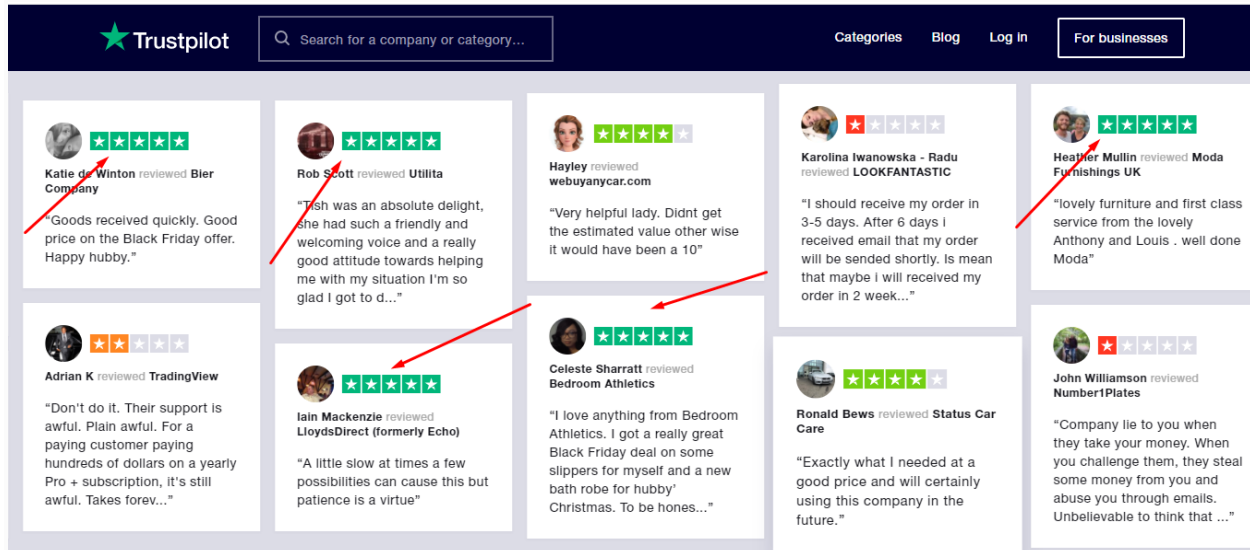 Trustpilot
Search for a company or category...
Categories
Blog
Log in
For businesses
Katie de Winton reviewed Bier
Company
“Goods received quickly. Good
price on the Black Friday offer.
Happy hubby.”
Rob Scott reviewed Utilita
“Tish was an absolute delight,
she had such a friendly and
welcoming voice and a really
good attitude towards helping
me with my situation I'm so
glad I got to d...”
Hayley reviewed
webuyanycar.com
“Very helpful lady. Didnt get
the estimated value other wise
it would have been a 10”
Karolina Iwanowska - Radu
reviewed LOOKFANTASTIC
“I should receive my order in
3-5 days. After 6 days i
received email that my order
will be sended shortly. Is mean
that maybe i will received my
order in 2 week...”
Heather Mullin reviewed Moda
Furnishings UK
“lovely furniture and first class
service from the lovely
Anthony and Louis . well done
Moda”
Adrian K reviewed TradingView
“Don't do it. Their support is
awful. Plain awful. For a
paying customer paying
hundreds of dollars on a yearly
Pro + subscription, it's still
awful. Takes forev...”
Iain Mackenzie reviewed
LloydsDirect (formerly Echo)
“A little slow at times a few
possibilities can cause this but
patience is a virtue”
Celeste Sharratt reviewed
Bedroom Athletics
“I love anything from Bedroom
Athletics. I got a really great
Black Friday deal on some
slippers for myself and a new
bath robe for hubby’
Christmas. To be hones...”
Ronald Bews reviewed Status Car
Care
“Exactly what I needed at a
good price and will certainly
using this company in the
future.”
John Williamson reviewed
Number1Plates
“Company lie to you when
they take your money. When
you challenge them, they steal
some money from you and
abuse you through emails.
Unbelievable to think that ...”